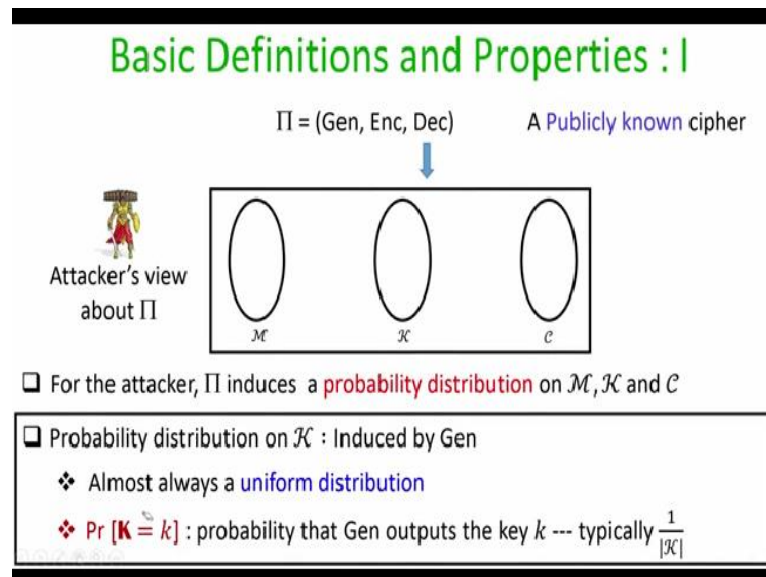 Basic Definitions and Properties : I
Π = (Gen, Enc, Dec) A Publicly known cipher
Attacker's view
about Π
ℳ 𝒦 𝒞
❑ For the attacker, Π induces a probability distribution on ℳ, 𝒦 and 𝒞
❑ Probability distribution on 𝒦 : Induced by Gen
❖ Almost always a uniform distribution
❖ Pr [K = k] : probability that Gen outputs the key k --- typically 1/|𝒦|